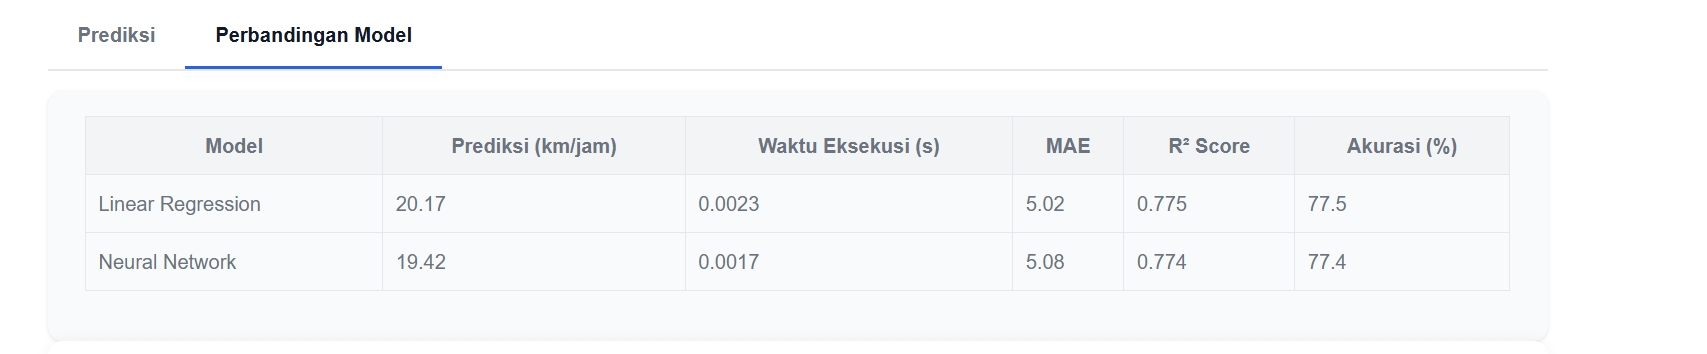 Prediksi Perbandingan Model
Model Prediksi (km/jam) Waktu Eksekusi (s) MAE R² Score Akurasi (%)
Linear Regression 20.17 0.0023 5.02 0.775 77.5
Neural Network 19.42 0.0017 5.08 0.774 77.4